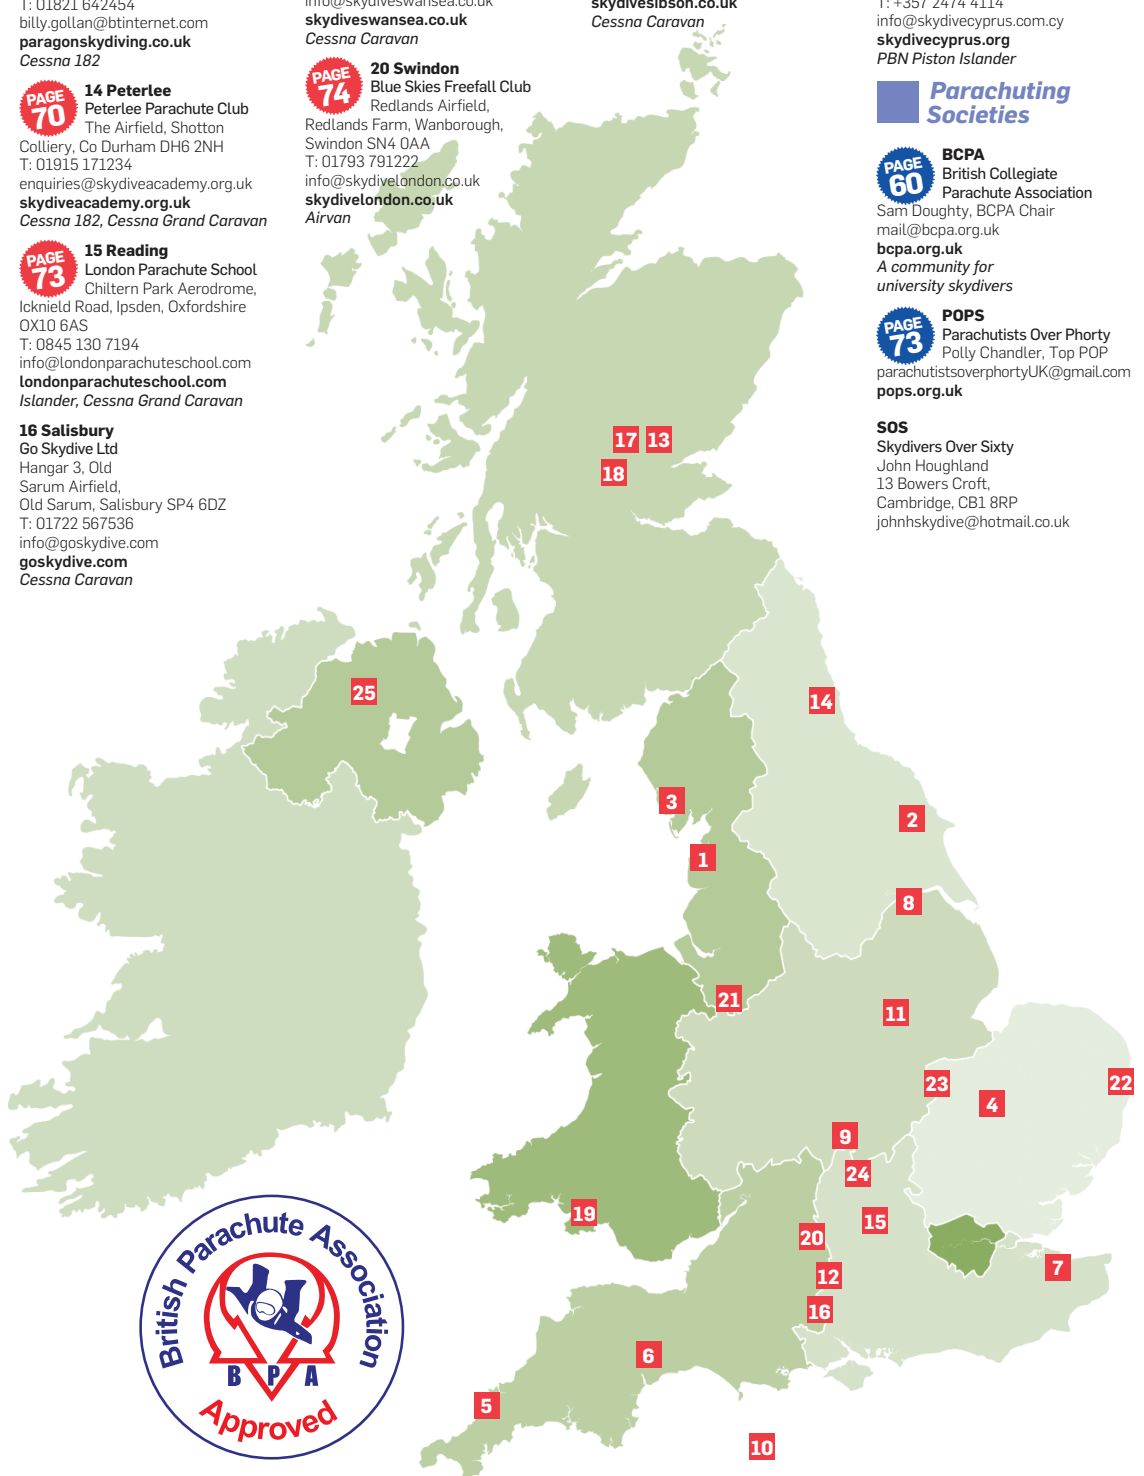 T: 01821 642454
billy.gollan@btinternet.com
paragonskydiving.co.uk
Cessna 182
PAGE
70
14 Peterlee
Peterlee Parachute Club
The Airfield, Shotton
Colliery, Co Durham DH6 2NH
T: 01915 171234
enquiries@skydiveacademy.org.uk
skydiveacademy.org.uk
Cessna 182, Cessna Grand Caravan
PAGE
73
15 Reading
London Parachute School
Chiltern Park Aerodrome,
Icknield Road, Ipsden, Oxfordshire
OX10 6AS
T: 0845 130 7194
info@londonparachuteschool.com
londonparachuteschool.com
Islander, Cessna Grand Caravan
16 Salisbury
Go Skydive Ltd
Hangar 3, Old
Sarum Airfield,
Old Sarum, Salisbury SP4 6DZ
T: 01722 567536
info@goskydive.com
goskydive.com
Cessna Caravan
info@skydiveswansea.co.uk
skydiveswansea.co.uk
Cessna Caravan
PAGE
74
20 Swindon
Blue Skies Freefall Club
Redlands Airfield,
Redlands Farm, Wanborough,
Swindon SN4 0AA
T: 01793 791222
info@skydivelondon.co.uk
skydivelondon.co.uk
Airvan
skydivesibson.co.uk
Cessna Caravan
T: +357 2474 4114
info@skydivecyprus.com.cy
skydivecyprus.org
PBN Piston Islander
Parachuting
Societies
PAGE
60
BCPA
British Collegiate
Parachute Association
Sam Doughty, BCPA Chair
mail@bcpa.org.uk
bcpa.org.uk
A community for
university skydivers
PAGE
73
POPS
Parachutists Over Phorty
Polly Chandler, Top POP
parachutistsoverphortyUK@gmail.com
pops.org.uk
SOS
Skydivers Over Sixty
John Houghland
13 Bowers Croft,
Cambridge, CB1 8RP
johnhskydive@hotmail.co.uk
17 13
18
25
14
3
2
1
8
21
11
23
22
4
9
24
19
15
20
7
12
16
6
5
10
British Parachute Association
B P A
Approved